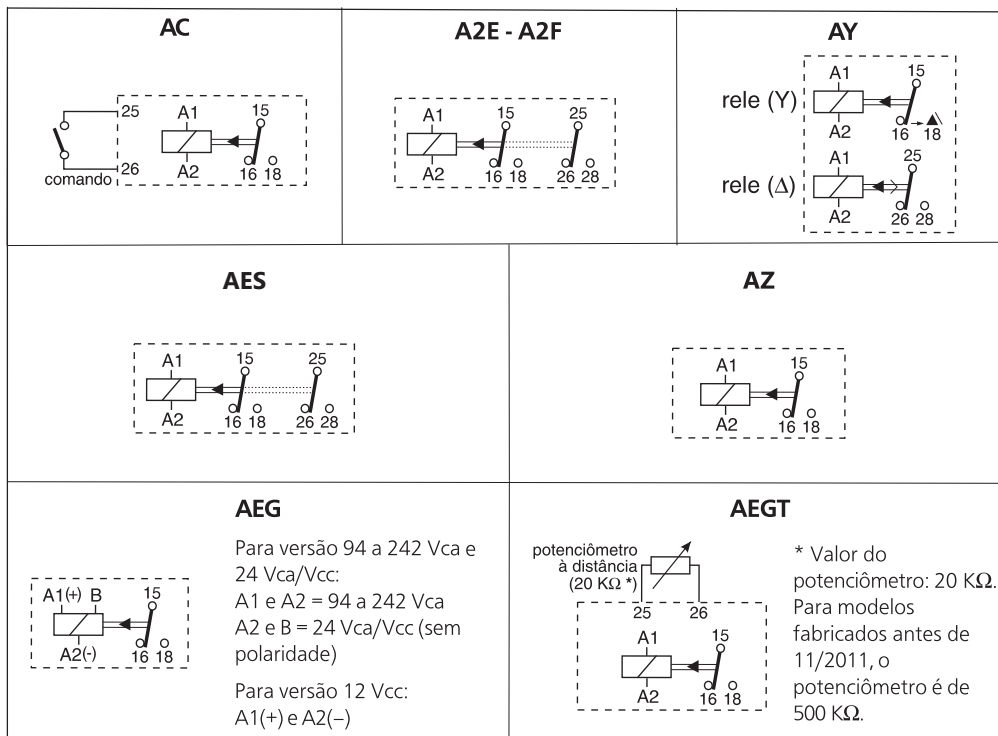 AC
25
A1
15
A2
26
16 18
comando
A2E - A2F
A1
15
25
A2
16 18
26 28
AY
rele (Y)
A1
15
A2
16
18
rele (Δ)
A1
25
A2
26 28
AES
A1
15
25
A2
16 18
26 28
AZ
A1
15
A2
16 18
AEG
A1(+) B
15
A2(-)
16 18
Para versão 94 a 242 Vca e
24 Vca/Vcc:
A1 e A2 = 94 a 242 Vca
A2 e B = 24 Vca/Vcc (sem
polaridade)
Para versão 12 Vcc:
A1(+) e A2(–)
AEGT
potenciômetro
à distância
(20 KΩ *)
25
26
A1
15
A2
16 18
* Valor do
potenciômetro: 20 KΩ.
Para modelos
fabricados antes de
11/2011, o
potenciômetro é de
500 KΩ.